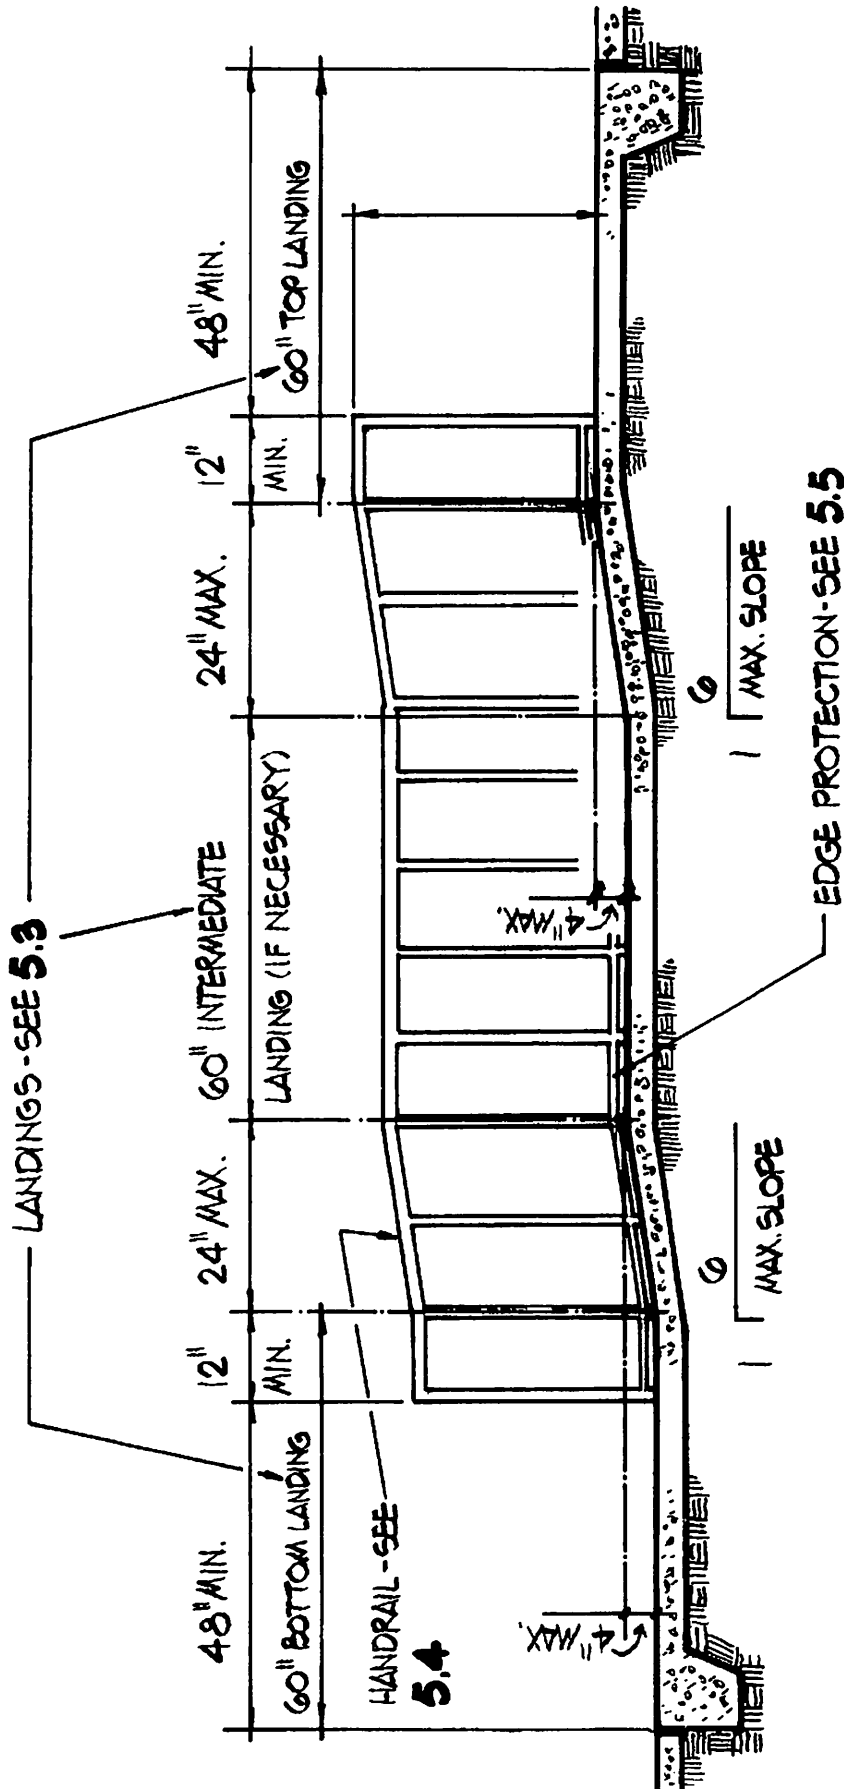 LANDINGS-SEE 5.3
48" MIN.
12"
MIN.
24" MAX.
60" INTERMEDIATE
LANDING (IF NECESSARY)
24" MAX.
12"
MIN.
48" MIN.
60" BOTTOM LANDING
60" TOP LANDING
HANDRAIL-SEE
5.4
4" MAX.
4" MAX.
6
1
MAX. SLOPE
6
1
MAX. SLOPE
EDGE PROTECTION-SEE 5.5